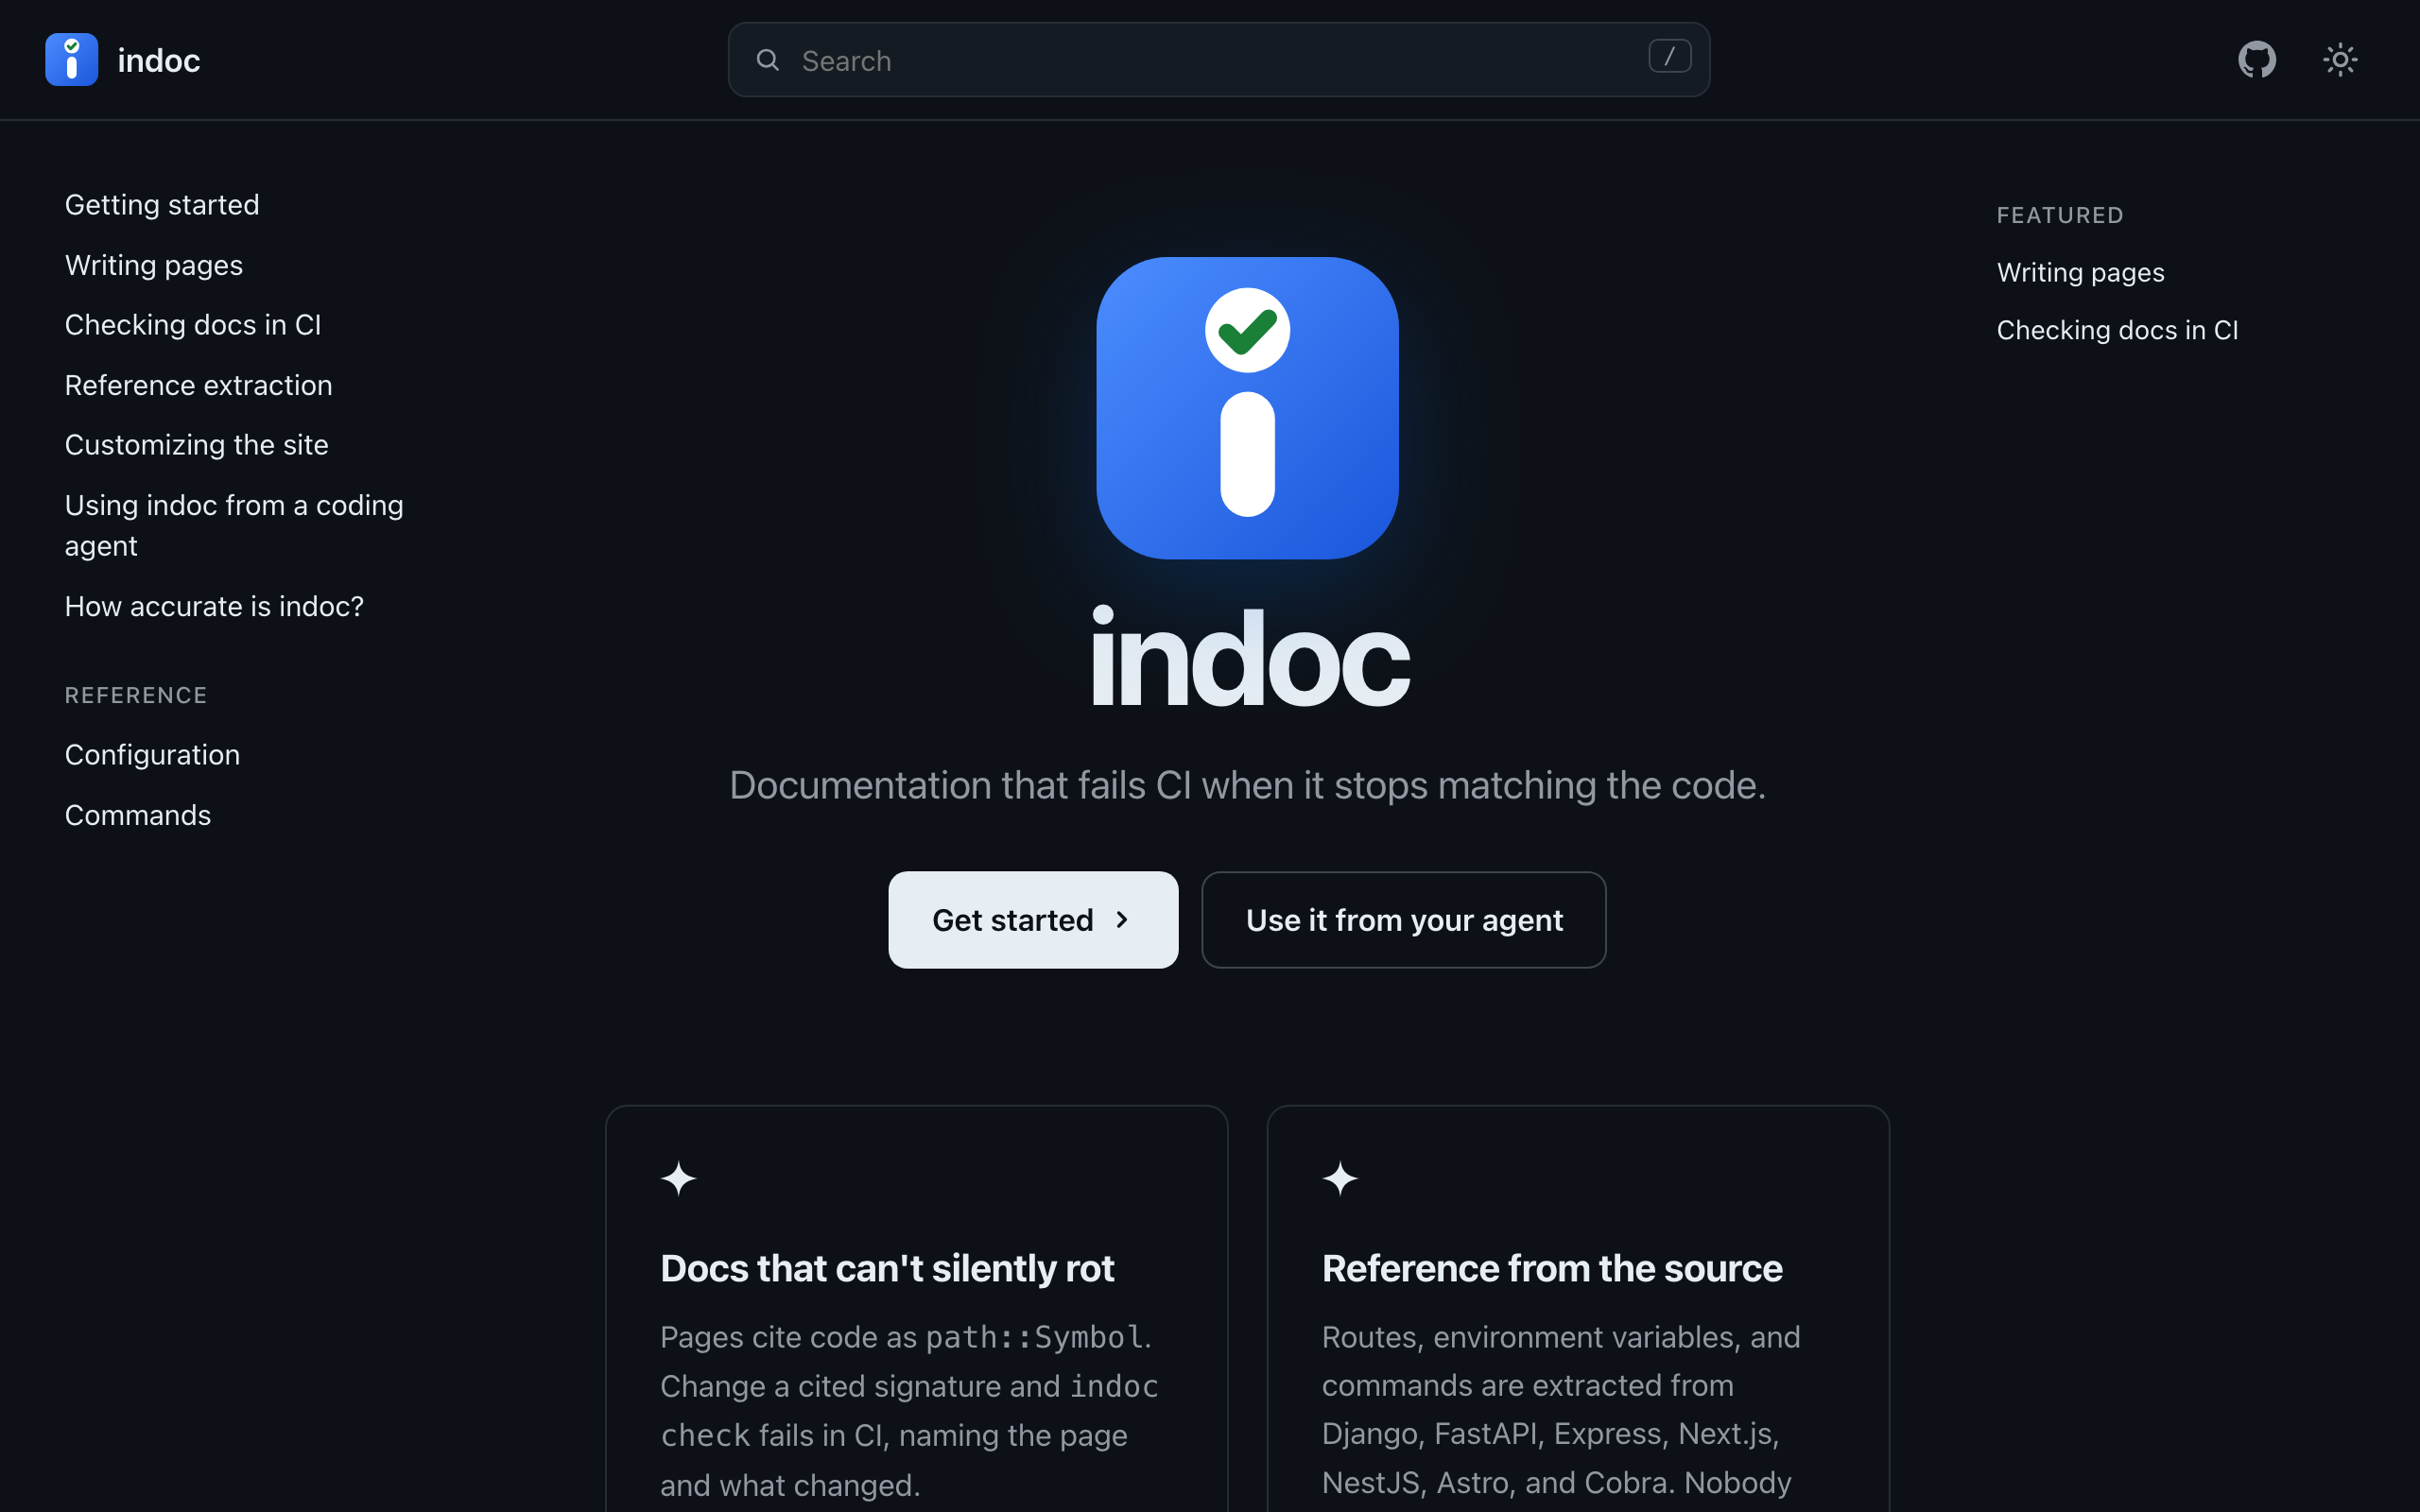 indoc
Search
/
Getting started
Writing pages
Checking docs in CI
Reference extraction
Customizing the site
Using indoc from a coding
agent
How accurate is indoc?
REFERENCE
Configuration
Commands
indoc
Documentation that fails CI when it stops matching the code.
Get started
Use it from your agent
Docs that can't silently rot
Pages cite code as path::Symbol.
Change a cited signature and indoc
check fails in CI, naming the page
and what changed.
Reference from the source
Routes, environment variables, and
commands are extracted from
Django, FastAPI, Express, Next.js,
NestJS, Astro, and Cobra. Nobody
FEATURED
Writing pages
Checking docs in CI